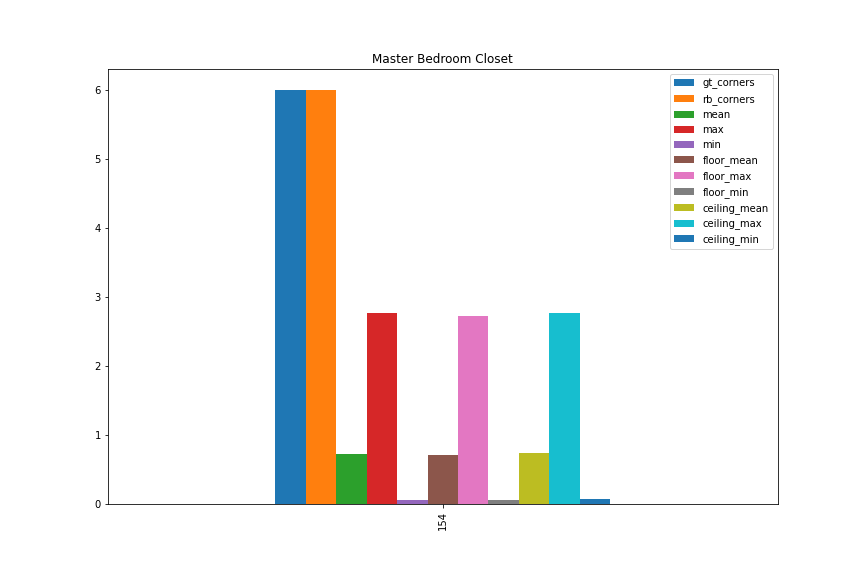 Master Bedroom Closet
gt_corners
rb_corners
mean
max
min
floor_mean
floor_max
floor_min
ceiling_mean
ceiling_max
ceiling_min
6
5
4
3
2
1
0
154